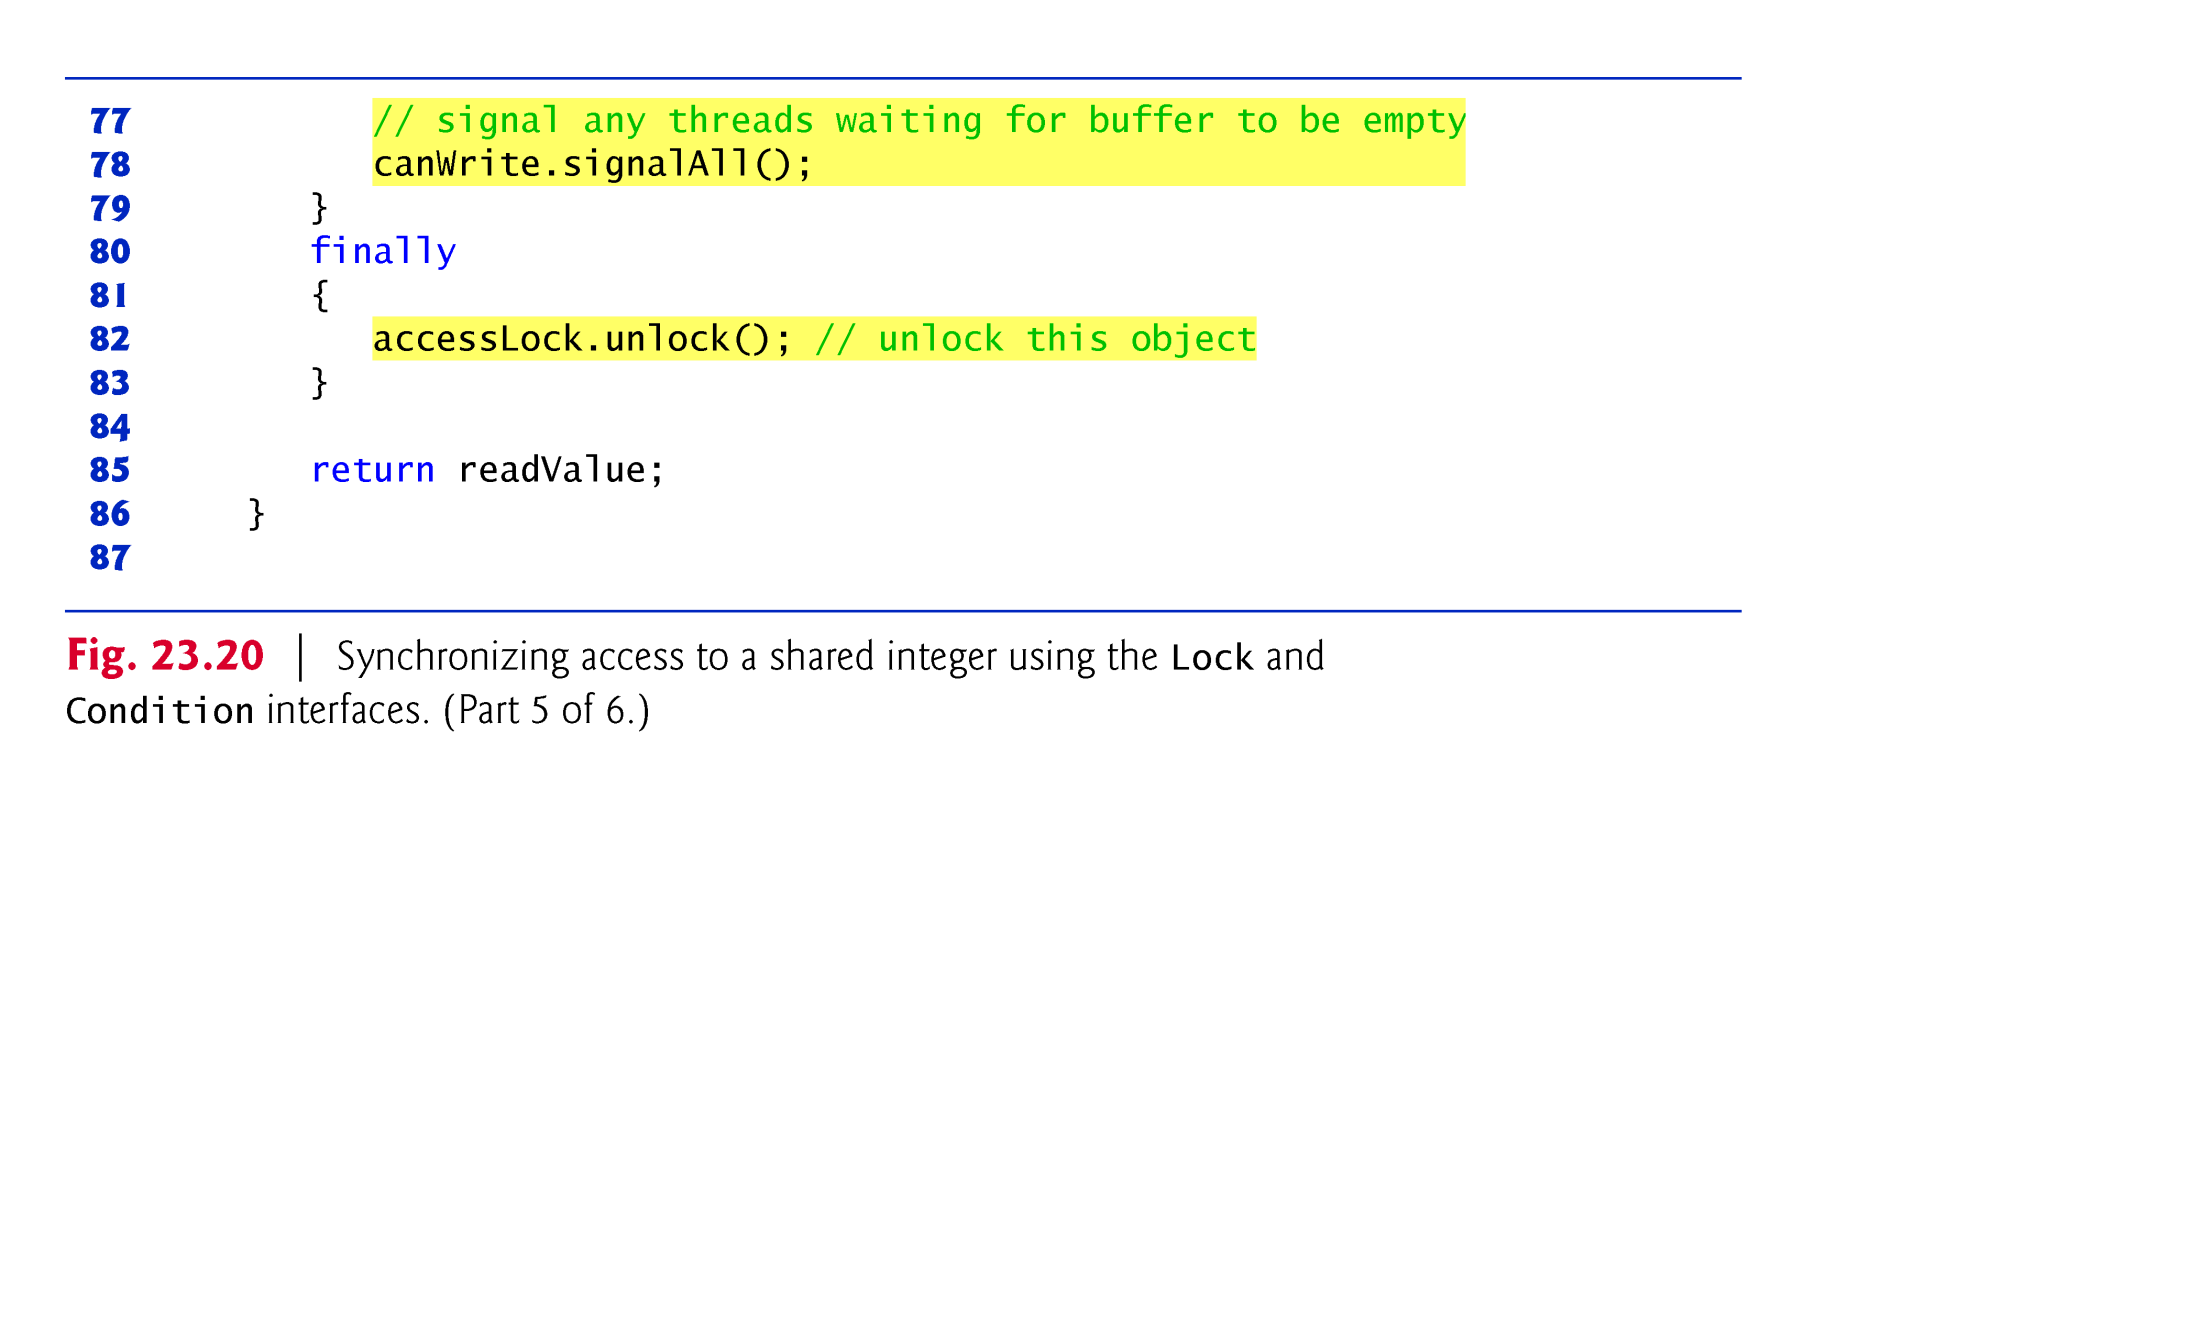 77 // signal any threads waiting for buffer to be empty
78 canWrite.signalAll();
79 }
80 finally
81 {
82 accessLock.unlock(); // unlock this object
83 }
84
85 return readValue;
86 }
87
Fig. 23.20 | Synchronizing access to a shared integer using the Lock and
Condition interfaces. (Part 5 of 6.)